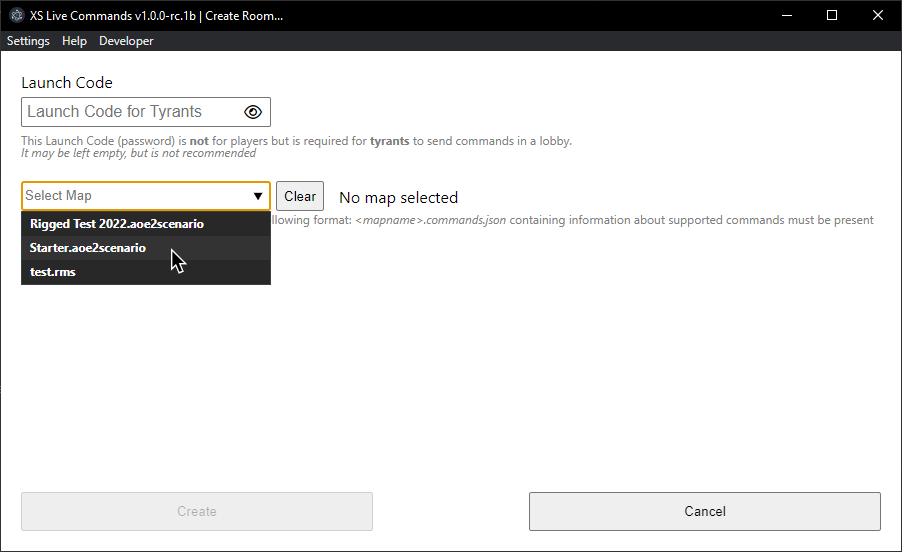 XS Live Commands v1.0.0-rc.1b | Create Room...
Settings Help Developer
Launch Code
Launch Code for Tyrants
This Launch Code (password) is not for players but is required for tyrants to send commands in a lobby.
It may be left empty, but is not recommended
Select Map Clear No map selected
format: <mapname>.commands.json containing information about supported commands must be present
Rigged Test 2022.aoe2scenario
Starter.aoe2scenario
test.rms
Create Cancel